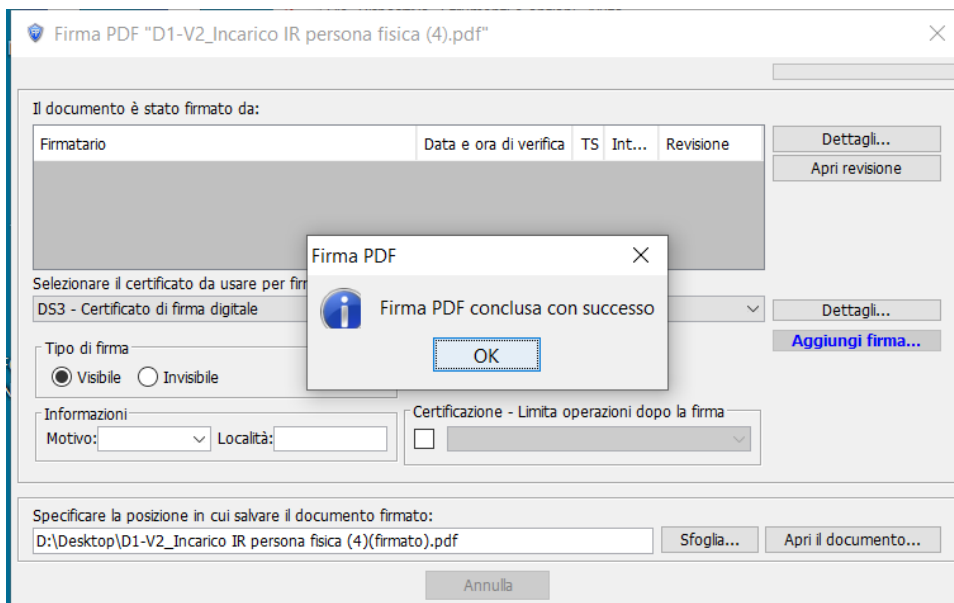 Firma PDF "D1-V2_Incarico IR persona fisica (4).pdf"
Il documento è stato firmato da:
Firmatario Data e ora di verifica TS Int... Revisione
Dettagli...
Apri revisione
Firma PDF
Firma PDF conclusa con successo
OK
Selezionare il certificato da usare per fir
DS3 - Certificato di firma digitale
Dettagli...
Aggiungi firma...
Tipo di firma
Visibile Invisibile
Informazioni
Motivo: Località:
Certificazione - Limita operazioni dopo la firma
Specificare la posizione in cui salvare il documento firmato:
D:\Desktop\D1-V2_Incarico IR persona fisica (4)(firmato).pdf
Sfoglia... Apri il documento...
Annulla